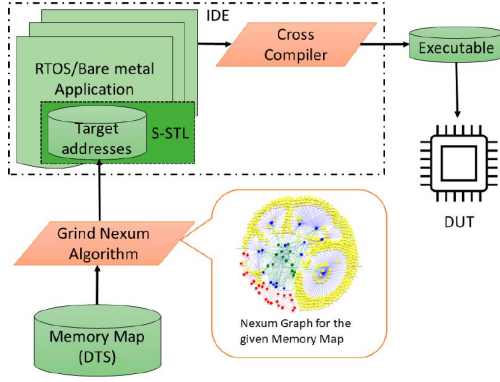 IDE
RTOS/Bare metal
Application
S-STL
Target
addresses
Cross
Compiler
Executable
DUT
Grind Nexum
Algorithm
Nexum Graph for the
given Memory Map
Memory Map
(DTS)